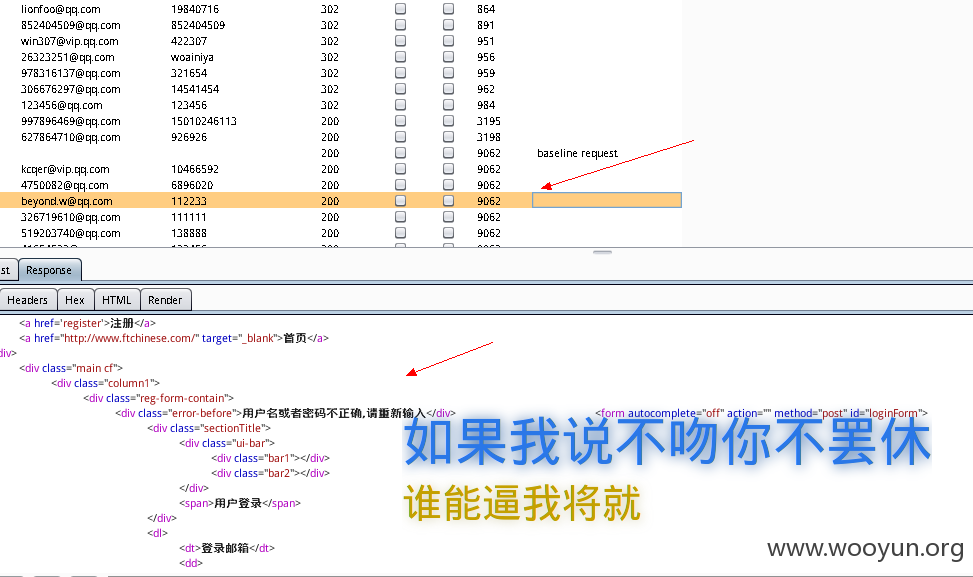 lionfoo@qq.com 19840716 302 864
852404509@qq.com 852404509 302 891
win307@vip.qq.com 422307 302 951
26323251@qq.com woainiya 302 956
978316137@qq.com 321654 302 959
306676297@qq.com 14541454 302 962
123456@qq.com 123456 302 984
997896469@qq.com 15010246113 200 3195
627864710@qq.com 926926 200 3198
200 9062 baseline request
kcqer@vip.qq.com 10466592 200 9062
4750082@qq.com 6896020 200 9062
beyond.w@qq.com 112233 200 9062
326719610@qq.com 111111 200 9062
519203740@qq.com 138888 200 9062
st Response
Headers Hex HTML Render
<a href='register'>注册</a>
<a href="http://www.ftchinese.com/" target="_blank">首页</a>
div>
<div class="main cf">
<div class="column1">
<div class="reg-form-contain">
<div class="error-before">用户名或者密码不正确,请重新输入</div> <form autocomplete="off" action="" method="post" id="loginForm">
<div class="sectionTitle">
<div class="ui-bar">
<div class="bar1"></div>
<div class="bar2"></div>
</div>
<span>用户登录</span>
</div>
<dl>
<dt>登录邮箱</dt>
<dd>
如果我说不吻你不罢休
谁能逼我将就
www.wooyun.org